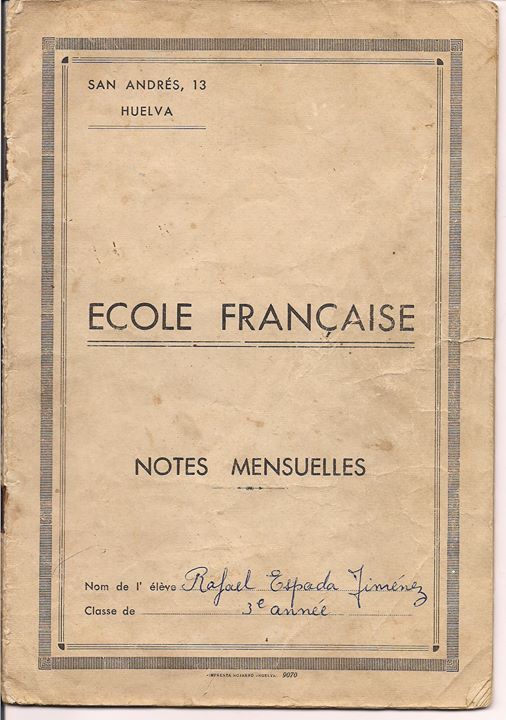 SAN ANDRÉS, 13
HUELVA
ECOLE FRANÇAISE
NOTES MENSUELLES
Nom de l' élève Rafael Espada Jiménez
Classe de 3e année
IMPRENTA HUELVA. 9070